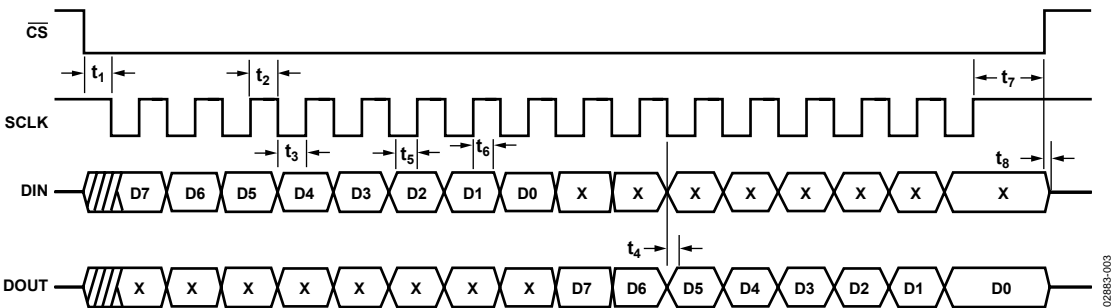 CS
t1 t2 t7
SCLK
t3 t5 t6 t8
DIN D7 D6 D5 D4 D3 D2 D1 D0 X X X X X X X X
t4
DOUT X X X X X X X X D7 D6 D5 D4 D3 D2 D1 D0
02883-003